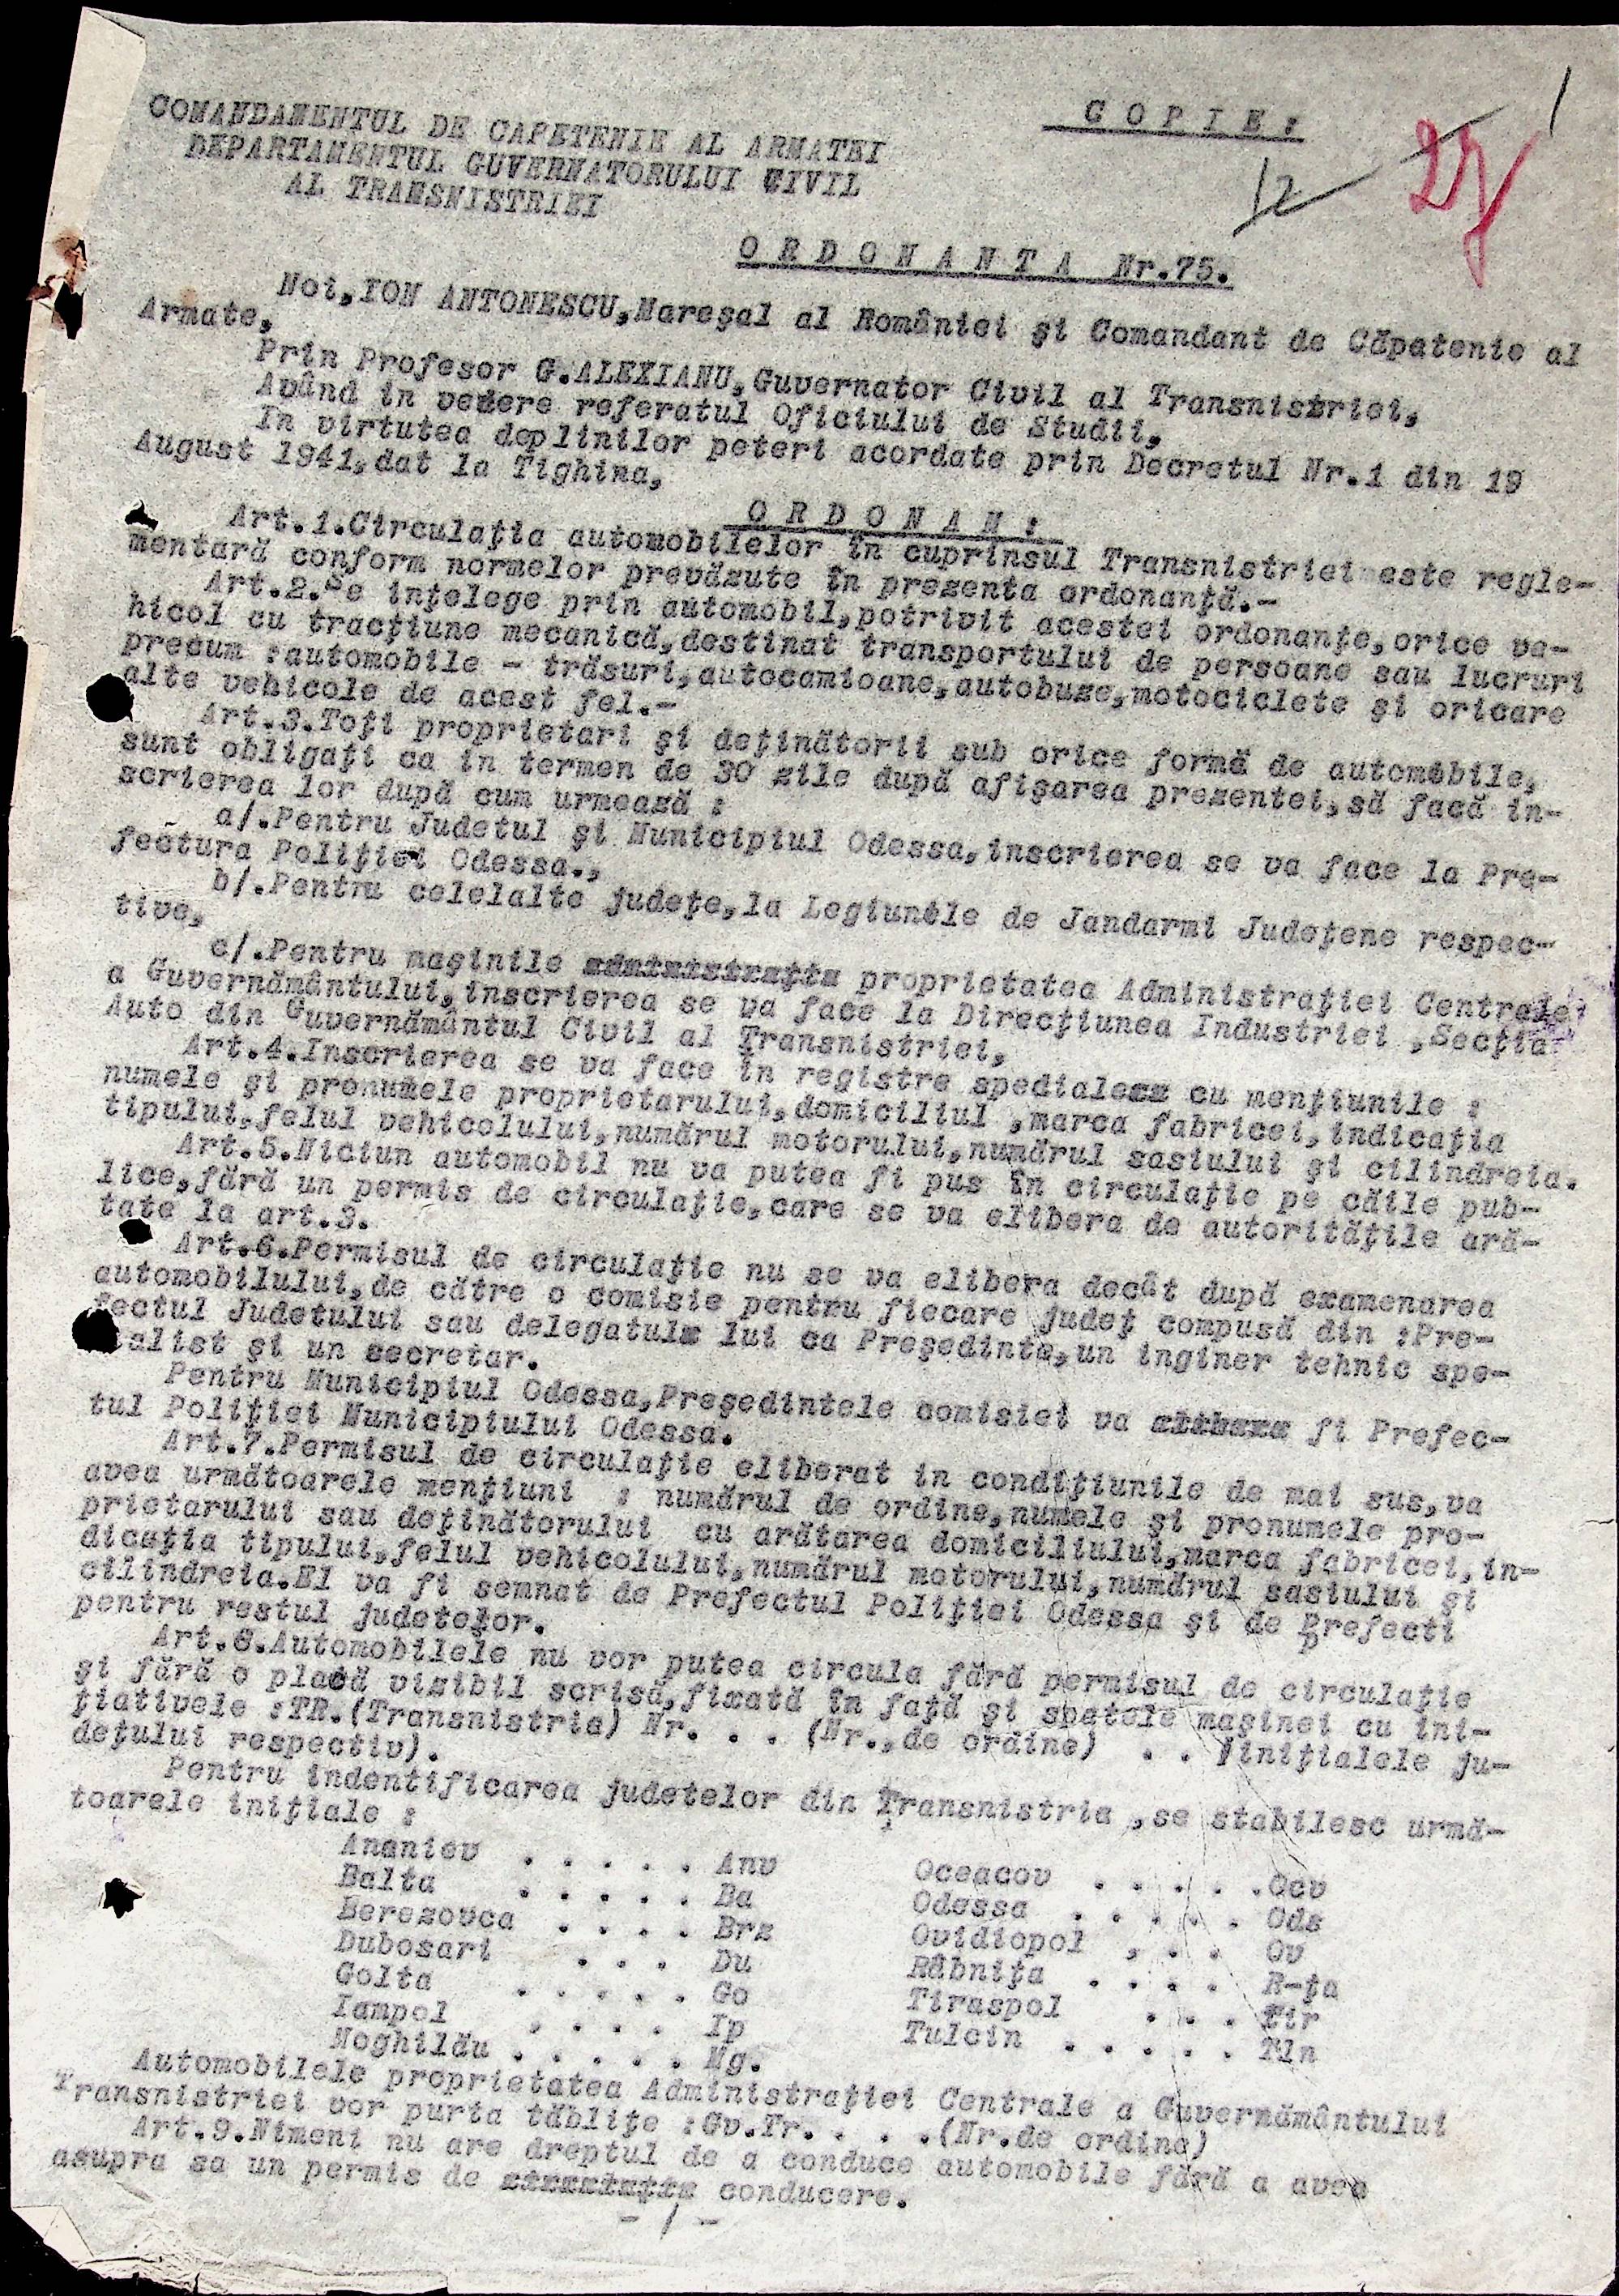 COMANDAMENTUL DE CAPETENIE AL ARMATEI
DEPARTAMENTUL GUVERNATORULUI CIVIL
AL TRANSNISTRIEI
C O P I E :
1
12
O R D O N A N T A Nr.75.
Noi,ION ANTONESCU,Mareşal al României şi Comandant de Căpetenie al
Armate,
Prin Profesor G.ALEXIANU,Guvernator Civil al Transnistriei,
Având in vedere referatul Oficiului de Studii,
In virtutea deplinilor peteri acordate prin Decretul Nr.1 din 19
August 1941,dat la Tighina,
O R D O N A M :
Art.1.Circulaţia automobilelor în cuprinsul Transnistriei este regle-
mentară conform normelor prevăzute în prezenta ordonanţă.-
Art.2.Se inţelege prin automobil,potrivit acestei ordonanţe,orice ve-
hicol cu tracţiune mecanică,destinat transportului de persoane sau lucruri
precum :automobile - trăsuri,autocamioane,autobuze,motociclete şi oricare
alte vehicole de acest fel.-
Art.3.Toţi proprietari şi deţinătorii sub orice formă de automobile,
sunt obligaţi ca in termen de 30 zile după afişarea prezentei,să facă in-
scrierea lor după cum urmează :
a/.Pentru Judetul şi Municipiul Odessa,inscrierea se va face la Pre-
fectura Poliţiei Odessa.,
b/.Pentru celelalte judeţe,la Legiunile de Jandarmi Judeţene respec-
tive,
c/.Pentru maşinile administraţia proprietatea Administraţiei Centrale
a Guvernământului,inscrierea se va face la Direcţiunea Industriei ,Secţia
Auto din Guvernământul Civil al Transnistriei,
Art.4.Inscrierea se va face în registre spediale cu menţiunile :
numele şi pronumele proprietarului,domiciliul ,marca fabricei,indicaţia
tipului,felul vehicolului,numărul motorului,numărul sasiului şi cilindreia.
Art.5.Niciun automobil nu va putea fi pus în circulaţie pe căile pub-
lice,fără un permis de circulaţie,care se va elibera de autorităţile ară-
tate la art.3.
Art.6.Permisul de circulaţie nu se va elibera decât după examenarea
automobilului,de către o comisie pentru fiecare judeţ compusă din :Pre-
fectul Judetului sau delegatul lui ca Preşedinte,un inginer tehnic spe-
alist şi un secretar.
Pentru Municipiul Odessa,Preşedintele comisiei va fi Prefec-
tul Poliţiei Municipiului Odessa.
Art.7.Permisul de circulaţie eliberat in condiţiunile de mai sus,va
avea următoarele menţiuni : numărul de ordine,numele şi pronumele pro-
prietarului sau deţinătorului cu arătarea domiciliului,marca fabricei,in-
dicaţia tipului,felul vehicolului,numărul motorului,numărul sasiului şi
cilindreia.El va fi semnat de Prefectul Poliţiei Odessa şi de Prefecti
pentru restul judeteţor.
Art.8.Automobilele nu vor putea circula fără permisul de circulaţie
şi fără o placă vizibil scrisă,fixată în faţă şi spatele maşinei cu ini-
ţiativele :TR.(Transnistria) Nr. . . (Nr.,de ordine) . . /iniţialele ju-
deţului respectiv).
Pentru indentificarea judetelor din Transnistria ,se stabilesc urmă-
toarele iniţiale :
Ananiev . . . . . Anv Oceacov . . . . . .Ocv
Balta . . . . . Ba Odessa . . . . . Ods
Berezovca . . . . Brz Ovidiopol , . . Ov
Dubosari . . . Du Râbniţa . . . . R-ţa
Golta . . . . . Go Tiraspol . . . Tir
Iampol . . . . Ip Tulcin . . . . . Tln
Moghilău . . . . . Mg.
Automobilele proprietatea Administraţiei Centrale a Guvernământului
Transnistriei vor purta tăbliţe :Gv.Tr. . . .(Nr.de ordine)
Art.9.Nimeni nu are dreptul de a conduce automobile fără a avea
asupra sa un permis de conducere.
- / -